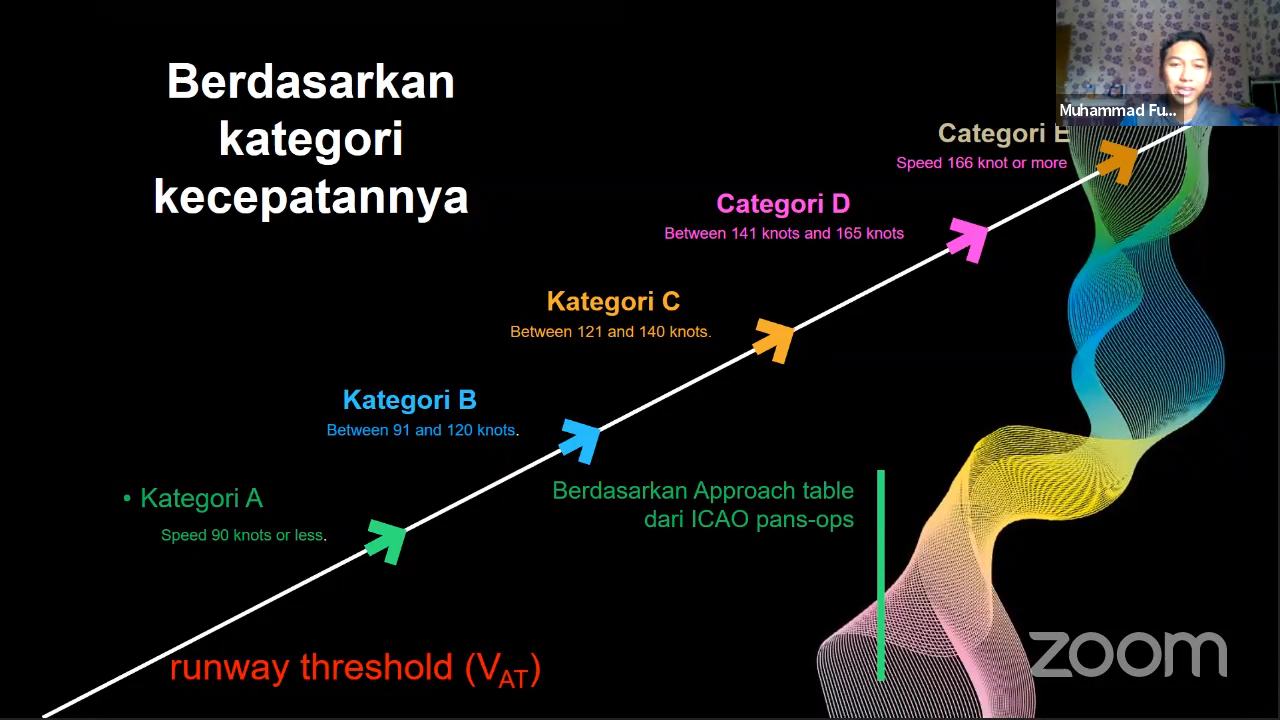 Berdasarkan
kategori
kecepatannya
Muhammad Fu...
Categori E
Speed 166 knot or more
Categori D
Between 141 knots and 165 knots
Kategori C
Between 121 and 140 knots.
Kategori B
Between 91 and 120 knots.
• Kategori A
Speed 90 knots or less.
Berdasarkan Approach table
dari ICAO pans-ops
runway threshold (VAT)
zoom